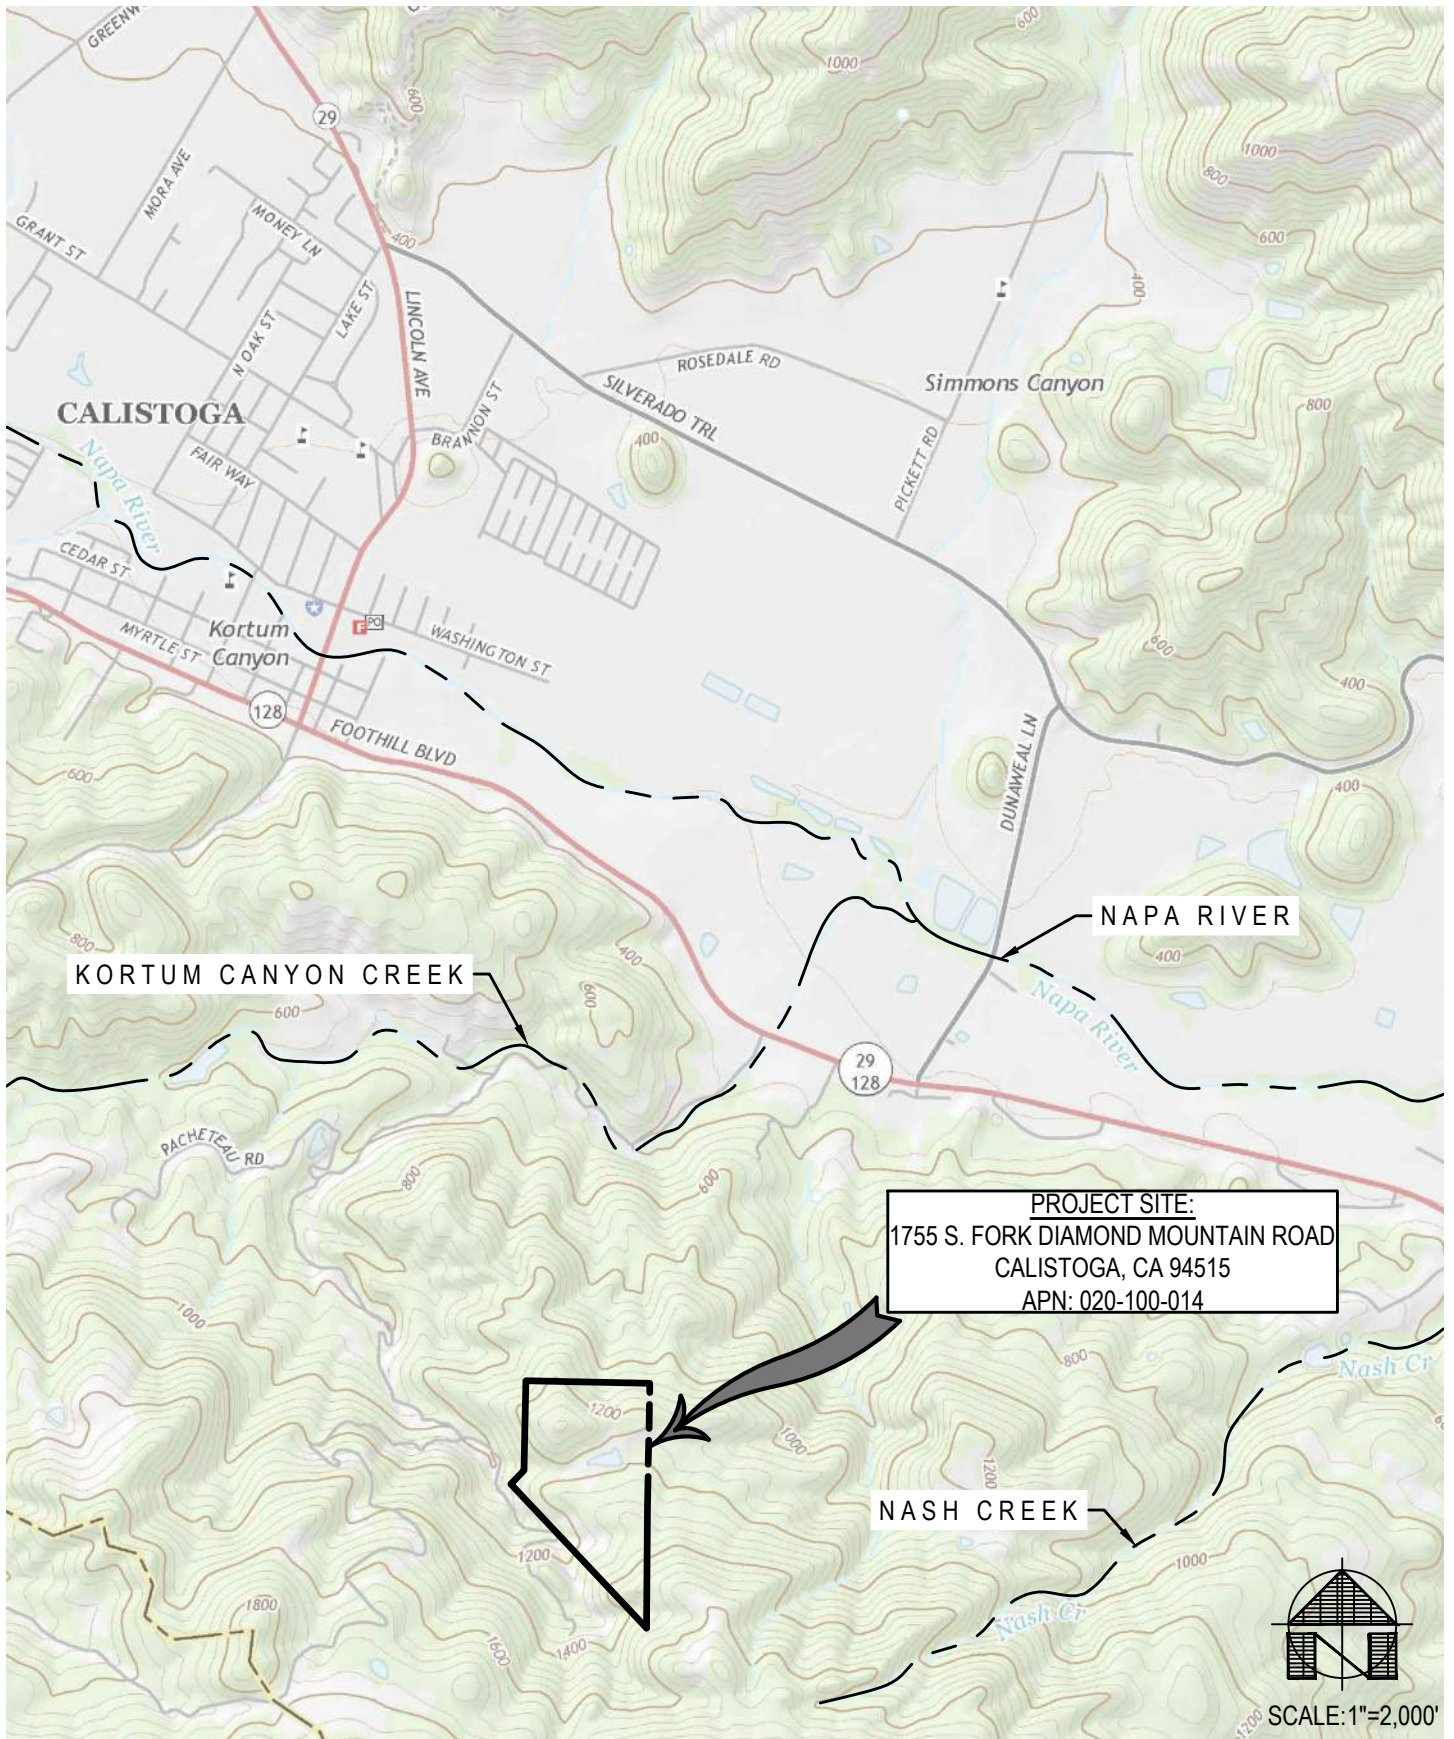 GREENW
600
600
1000
29
MORA AVE
1000
800
GRANT ST
MONEY LN
400
600
400
LAKE ST
LINCOLN AVE
N OAK ST
ROSEDALE RD
Simmons Canyon
SILVERADO TRL
800
CALISTOGA
BRANNON ST
400
PICKETT RD
FAIR WAY
Napa River
CEDAR ST
PO
F
Kortum
Canyon
MYRTLE ST
WASHINGTON ST
600
400
128
FOOTHILL BLVD
DUNAWEAL LN
600
400
NAPA RIVER
800
400
400
KORTUM CANYON CREEK
600
600
Napa River
29
128
PACHETEAU RD
800
600
PROJECT SITE:
1755 S. FORK DIAMOND MOUNTAIN ROAD
CALISTOGA, CA 94515
APN: 020-100-014
1000
800
Nash Cr
1200
1000
1200
NASH CREEK
1200
1000
1800
Nash Cr
1600
1400
1200
SCALE:1"=2,000'